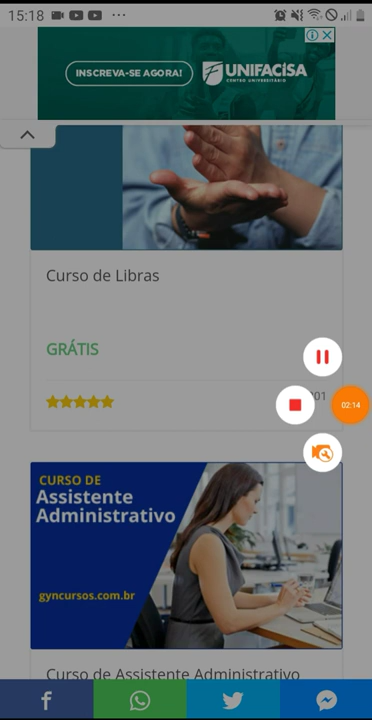 15:18
INSCREVA-SE AGORA!
UNIFACISA
CENTRO UNIVERSITÁRIO
Curso de Libras
GRÁTIS
02:14
CURSO DE
Assistente
Administrativo
gyncursos.com.br
Curso de Assistente Administrativo